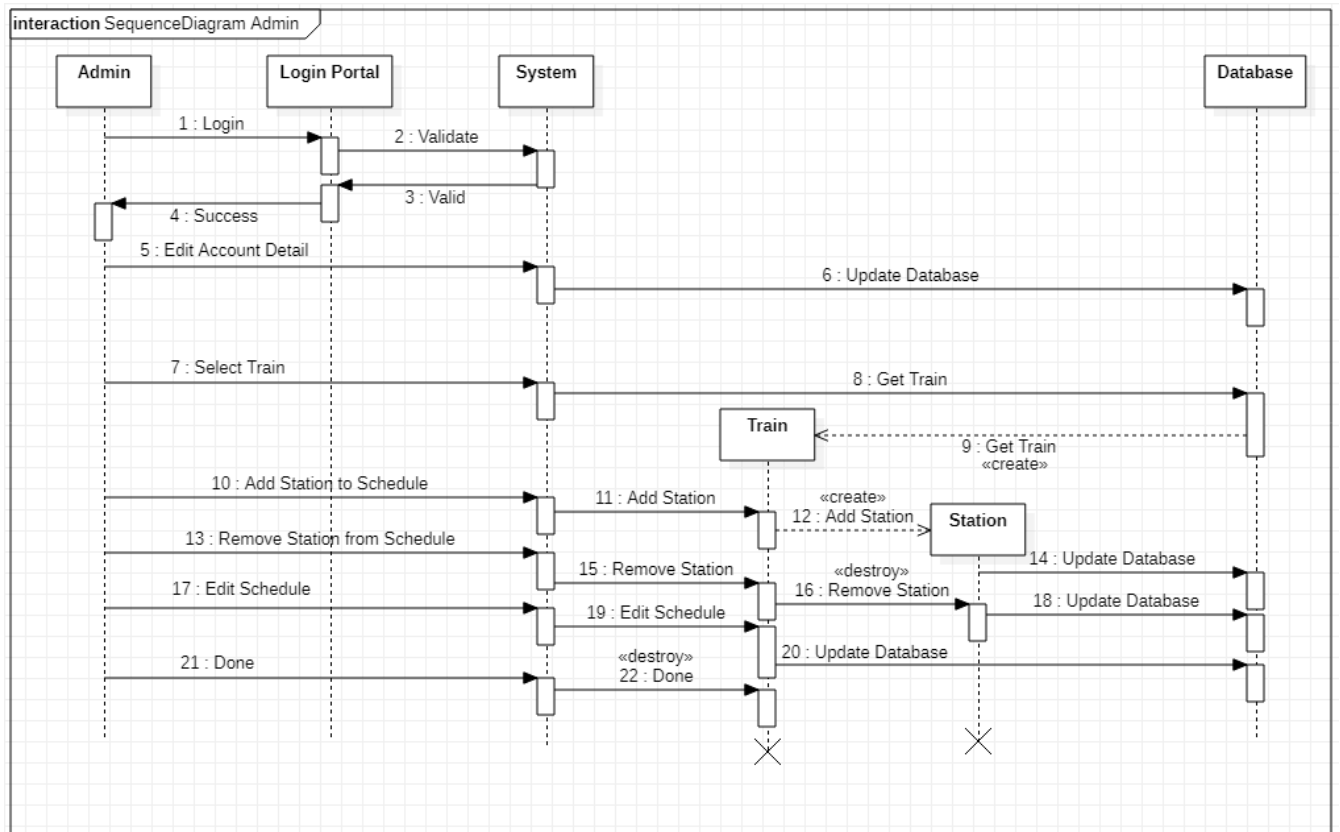 interaction SequenceDiagram Admin
Admin
Login Portal
System
Database
1 : Login
2 : Validate
3 : Valid
4 : Success
5 : Edit Account Detail
6 : Update Database
7 : Select Train
8 : Get Train
Train
9 : Get Train
«create»
10 : Add Station to Schedule
11 : Add Station
«create»
12 : Add Station
Station
13 : Remove Station from Schedule
14 : Update Database
15 : Remove Station
«destroy»
16 : Remove Station
17 : Edit Schedule
18 : Update Database
19 : Edit Schedule
20 : Update Database
21 : Done
«destroy»
22 : Done